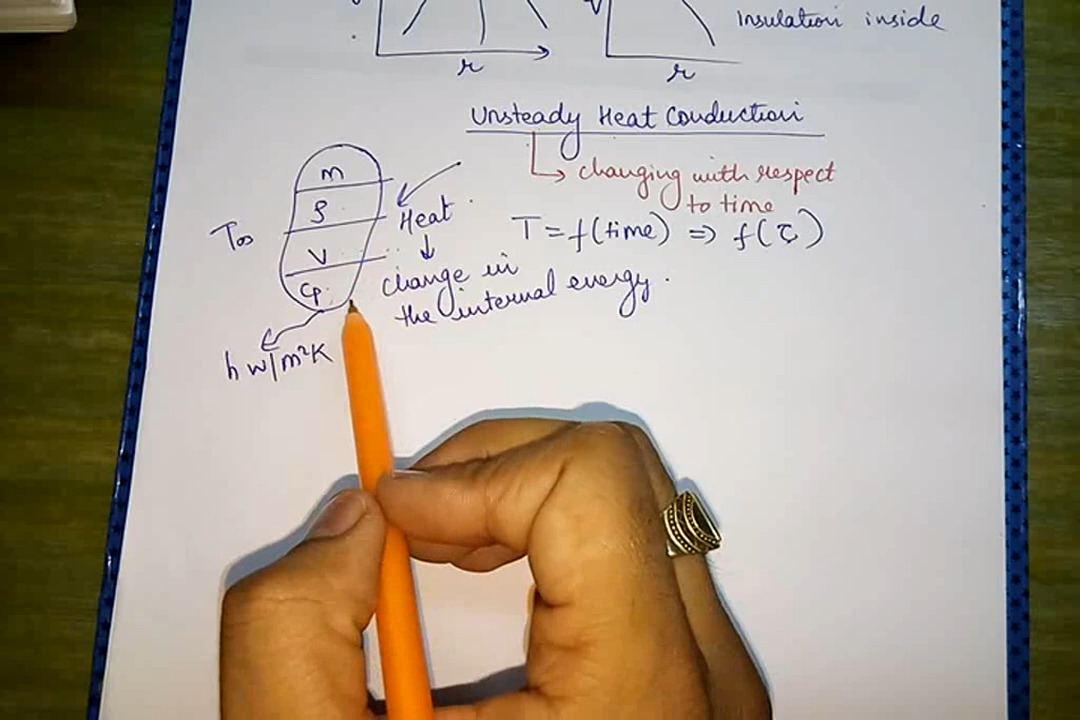 Insulation inside
r
r
Unsteady Heat Conduction
changing with respect
to time
m
ρ
V
Cp
T∞
Heat
T = f(time) ⇒ f(τ)
change in
the internal energy.
h W/m²K